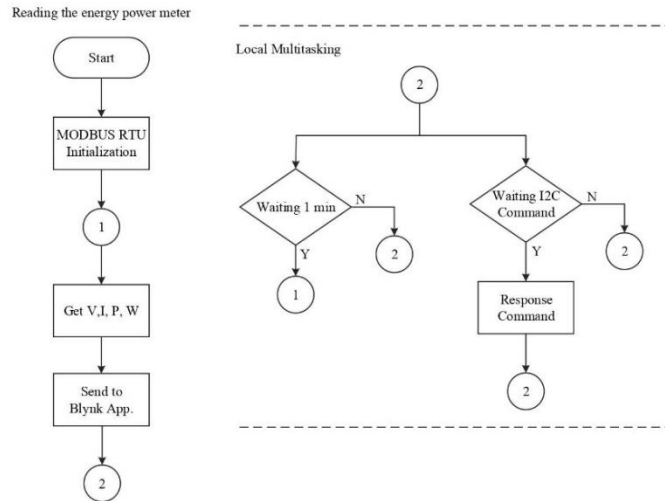 Reading the energy power meter
Start
MODBUS RTU
Initialization
1
Get V,I, P, W
Send to
Blynk App.
2
Local Multitasking
2
Waiting 1 min
N
2
Y
1
Waiting I2C
Command
N
2
Y
Response
Command
2